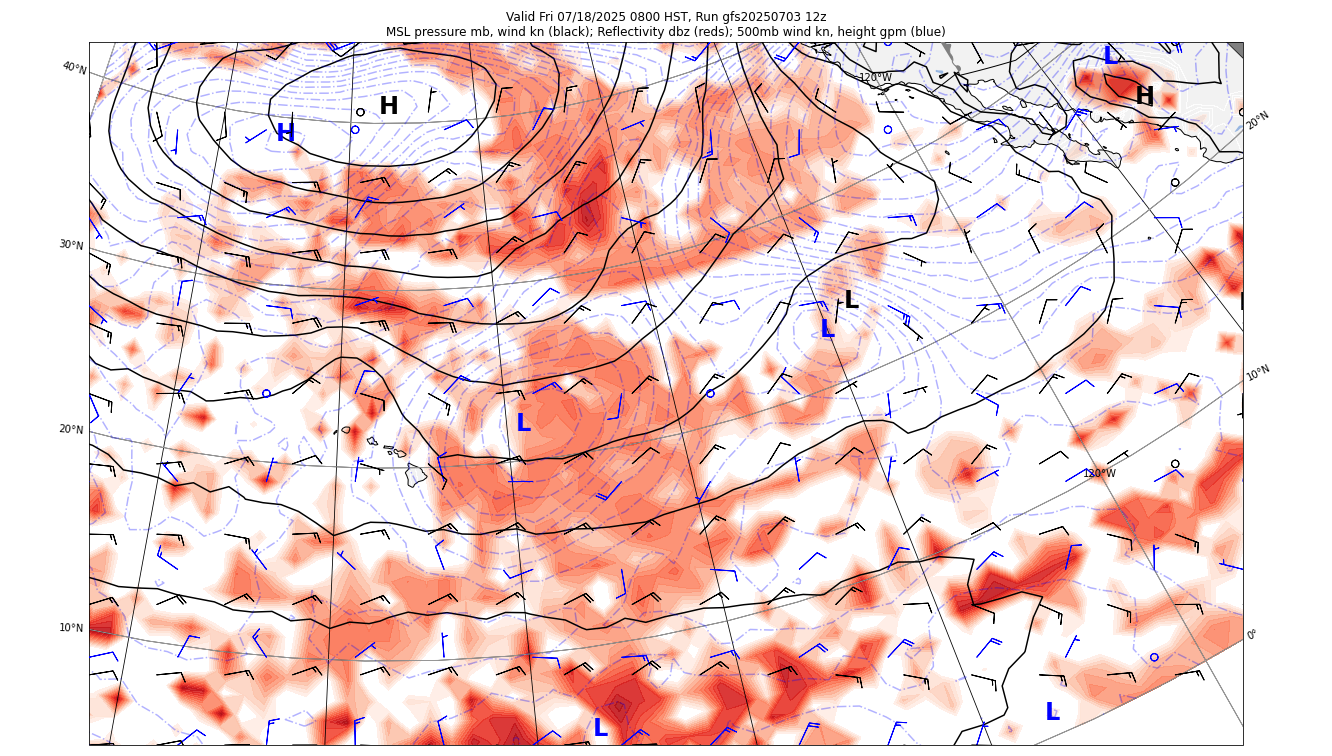 Valid Fri 07/18/2025 0800 HST, Run gfs20250703 12z
MSL pressure mb, wind kn (black); Reflectivity dbz (reds); 500mb wind kn, height gpm (blue)
L
40°N
120°W
H
H
20°N
H
30°N
L
L
10°N
L
20°N
120°W
10°N
0°
L
L